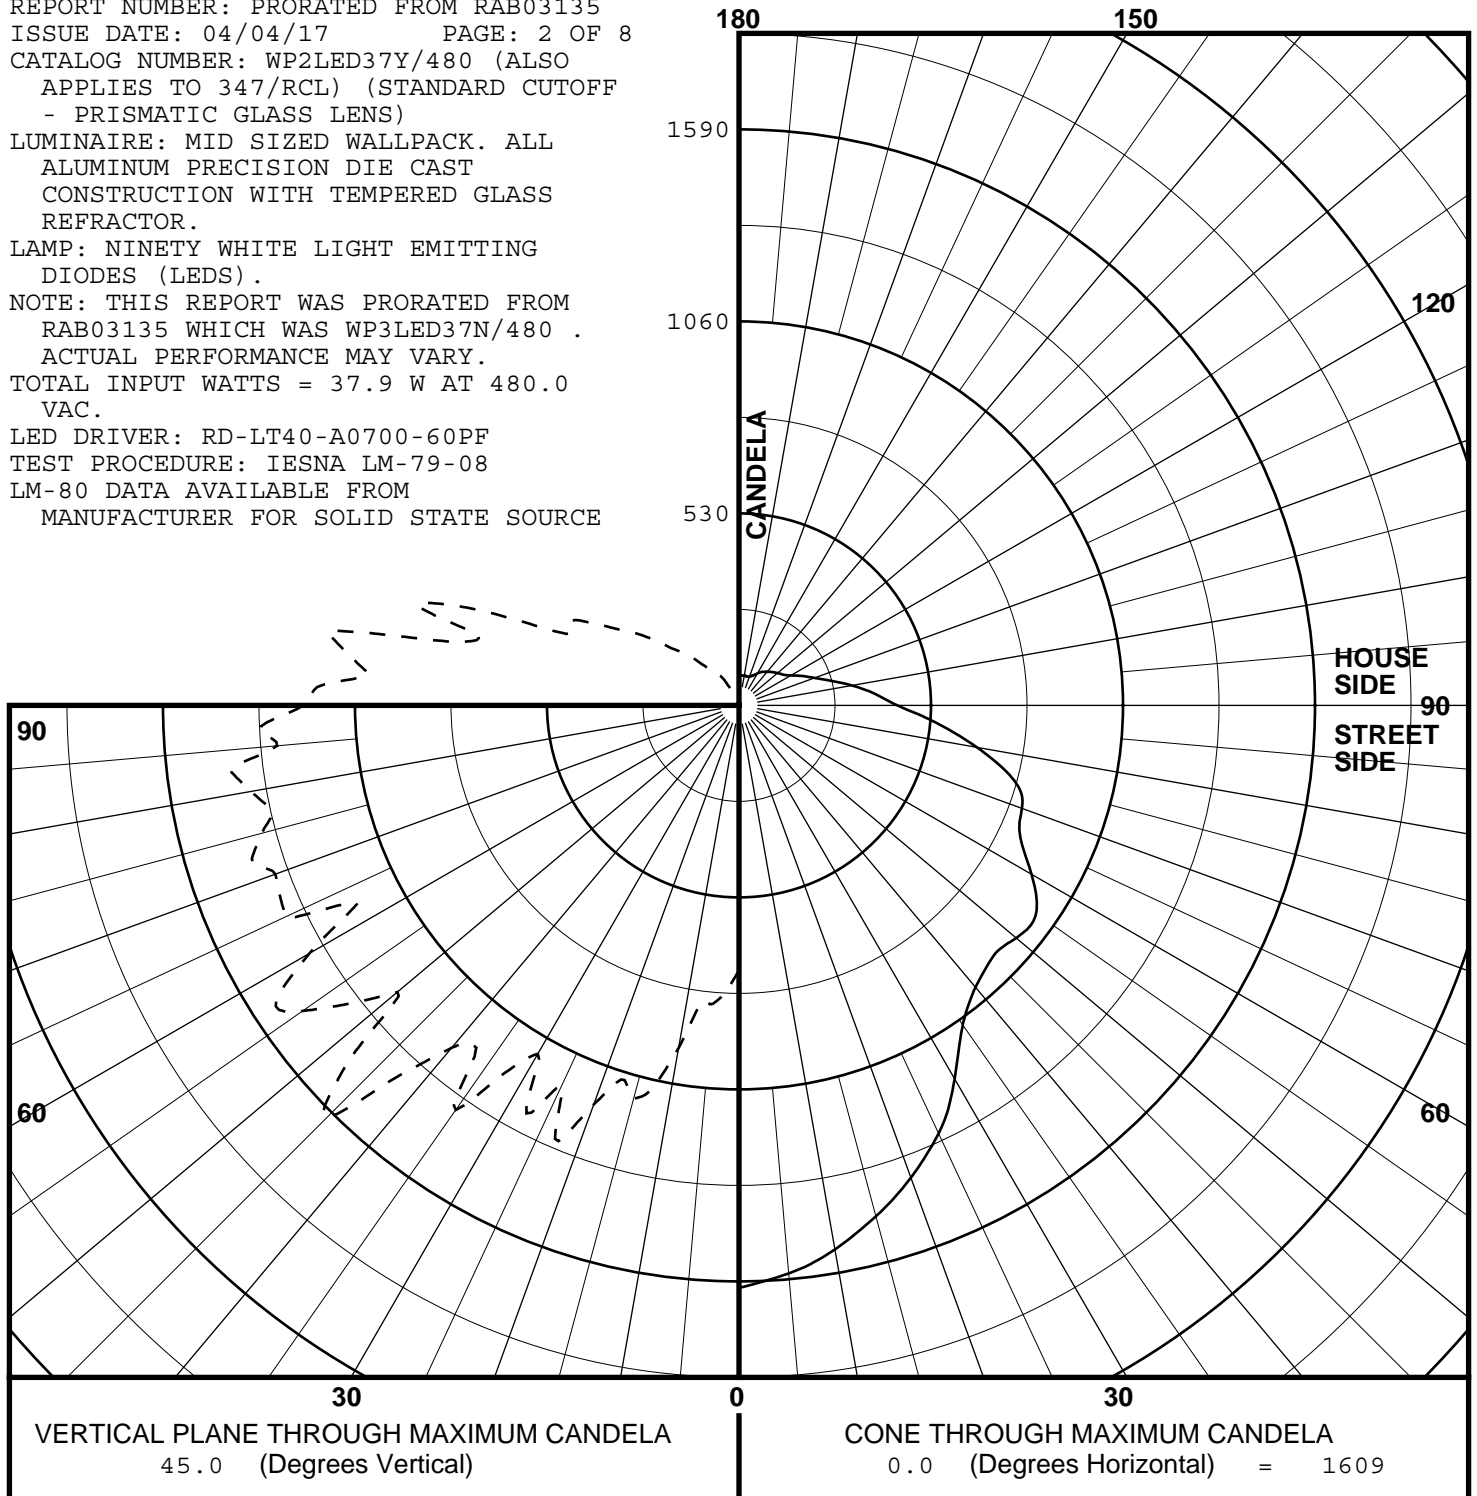 REPORT NUMBER: PRORATED FROM RAB03135
ISSUE DATE: 04/04/17 PAGE: 2 OF 8
CATALOG NUMBER: WP2LED37Y/480 (ALSO
APPLIES TO 347/RCL) (STANDARD CUTOFF
- PRISMATIC GLASS LENS)
LUMINAIRE: MID SIZED WALLPACK. ALL
ALUMINUM PRECISION DIE CAST
CONSTRUCTION WITH TEMPERED GLASS
REFRACTOR.
LAMP: NINETY WHITE LIGHT EMITTING
DIODES (LEDS).
NOTE: THIS REPORT WAS PRORATED FROM
RAB03135 WHICH WAS WP3LED37N/480 .
ACTUAL PERFORMANCE MAY VARY.
TOTAL INPUT WATTS = 37.9 W AT 480.0
VAC.
LED DRIVER: RD-LT40-A0700-60PF
TEST PROCEDURE: IESNA LM-79-08
LM-80 DATA AVAILABLE FROM
MANUFACTURER FOR SOLID STATE SOURCE
180
150
1590
120
1060
CANDELA
530
HOUSE
SIDE
90
90
STREET
SIDE
60
60
30
0
30
VERTICAL PLANE THROUGH MAXIMUM CANDELA
45.0 (Degrees Vertical)
CONE THROUGH MAXIMUM CANDELA
0.0 (Degrees Horizontal) = 1609